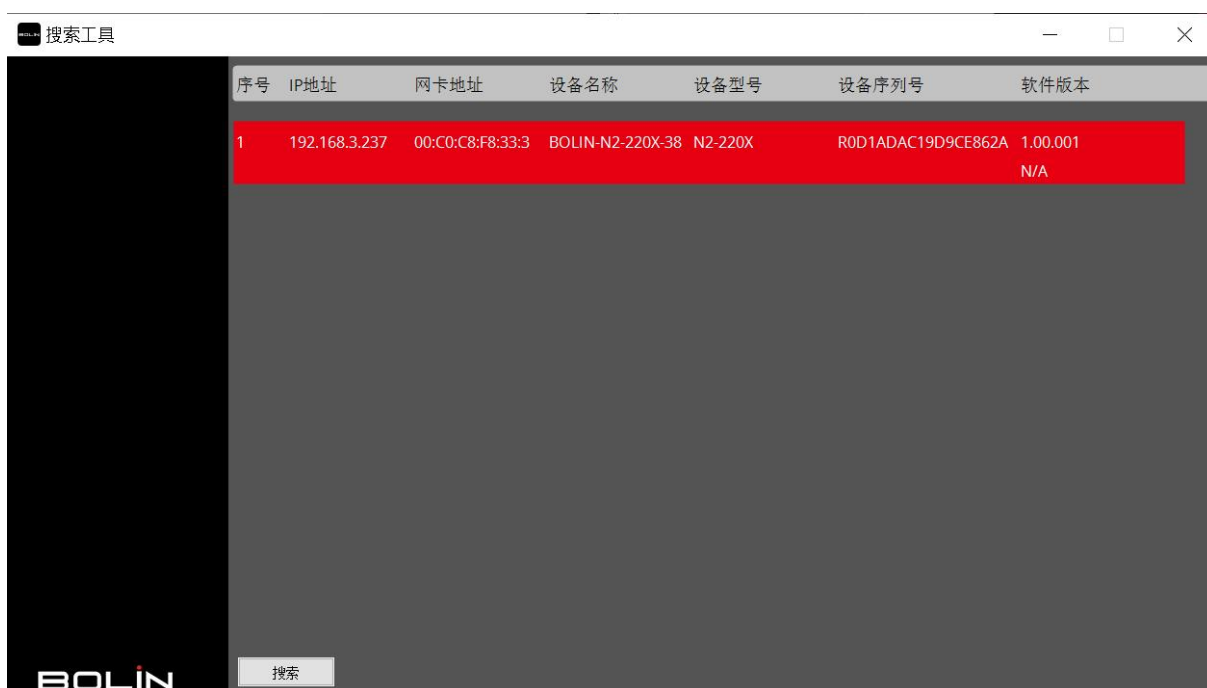 BOLIN 搜索工具
序号 IP地址 网卡地址 设备名称 设备型号 设备序列号 软件版本
1 192.168.3.237 00:C0:C8:F8:33:3 BOLIN-N2-220X-38 N2-220X R0D1ADAC19D9CE862A 1.00.001
N/A
搜索
BOLIN